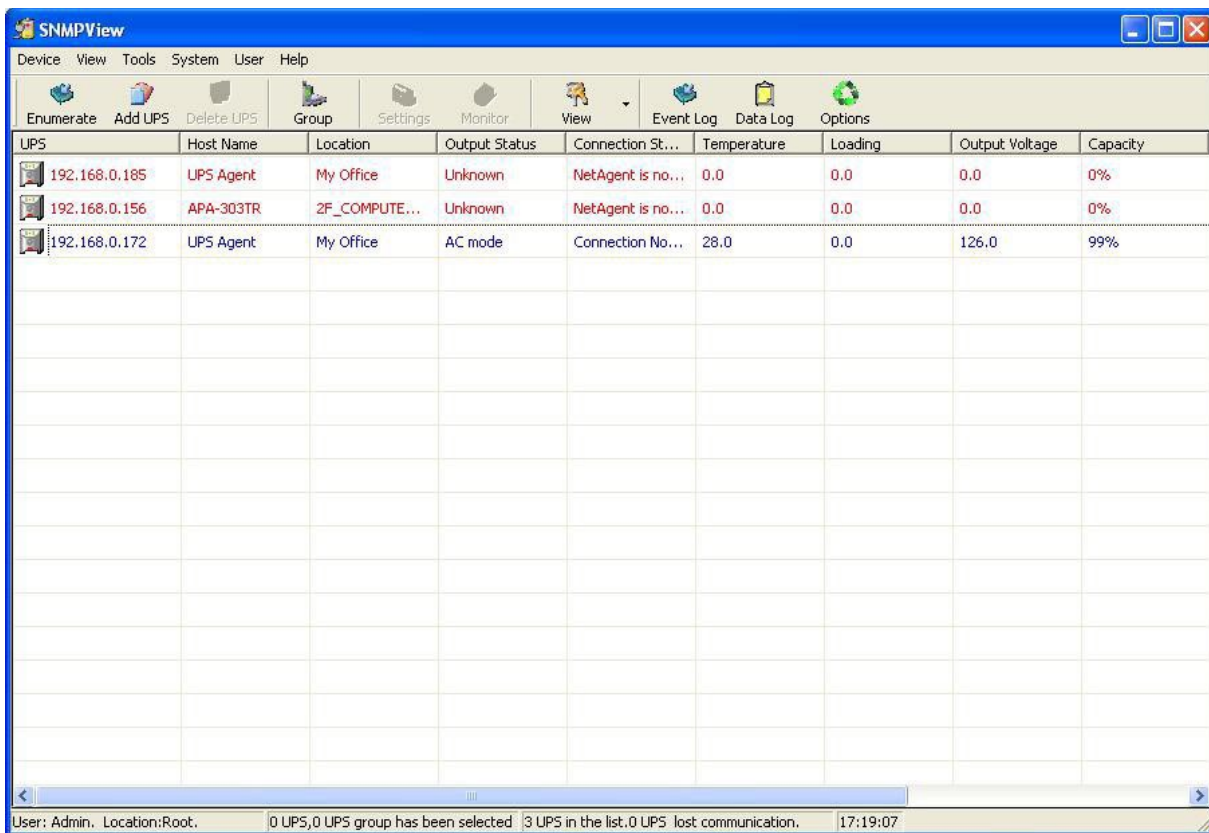 SNMPView
Device View Tools System User Help
Enumerate Add UPS Delete UPS Group Settings Monitor View Event Log Data Log Options
UPS Host Name Location Output Status Connection St... Temperature Loading Output Voltage Capacity
192.168.0.185 UPS Agent My Office Unknown NetAgent is no... 0.0 0.0 0.0 0%
192.168.0.156 APA-303TR 2F_COMPUTE... Unknown NetAgent is no... 0.0 0.0 0.0 0%
192.168.0.172 UPS Agent My Office AC mode Connection No... 28.0 0.0 126.0 99%
User: Admin. Location:Root. 0 UPS,0 UPS group has been selected 3 UPS in the list.0 UPS lost communication. 17:19:07